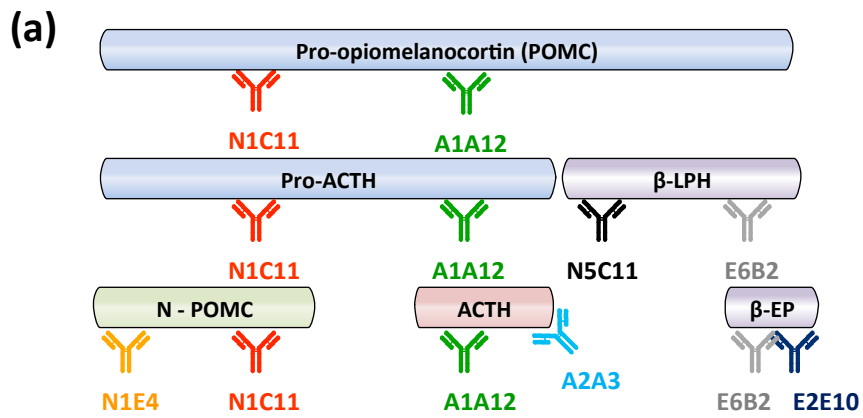 (a)
Pro-opiomelanocortin (POMC)
N1C11 A1A12
Pro-ACTH β-LPH
N1C11 A1A12 N5C11 E6B2
N - POMC ACTH β-EP
A2A3
N1E4 N1C11 A1A12 E6B2 E2E10